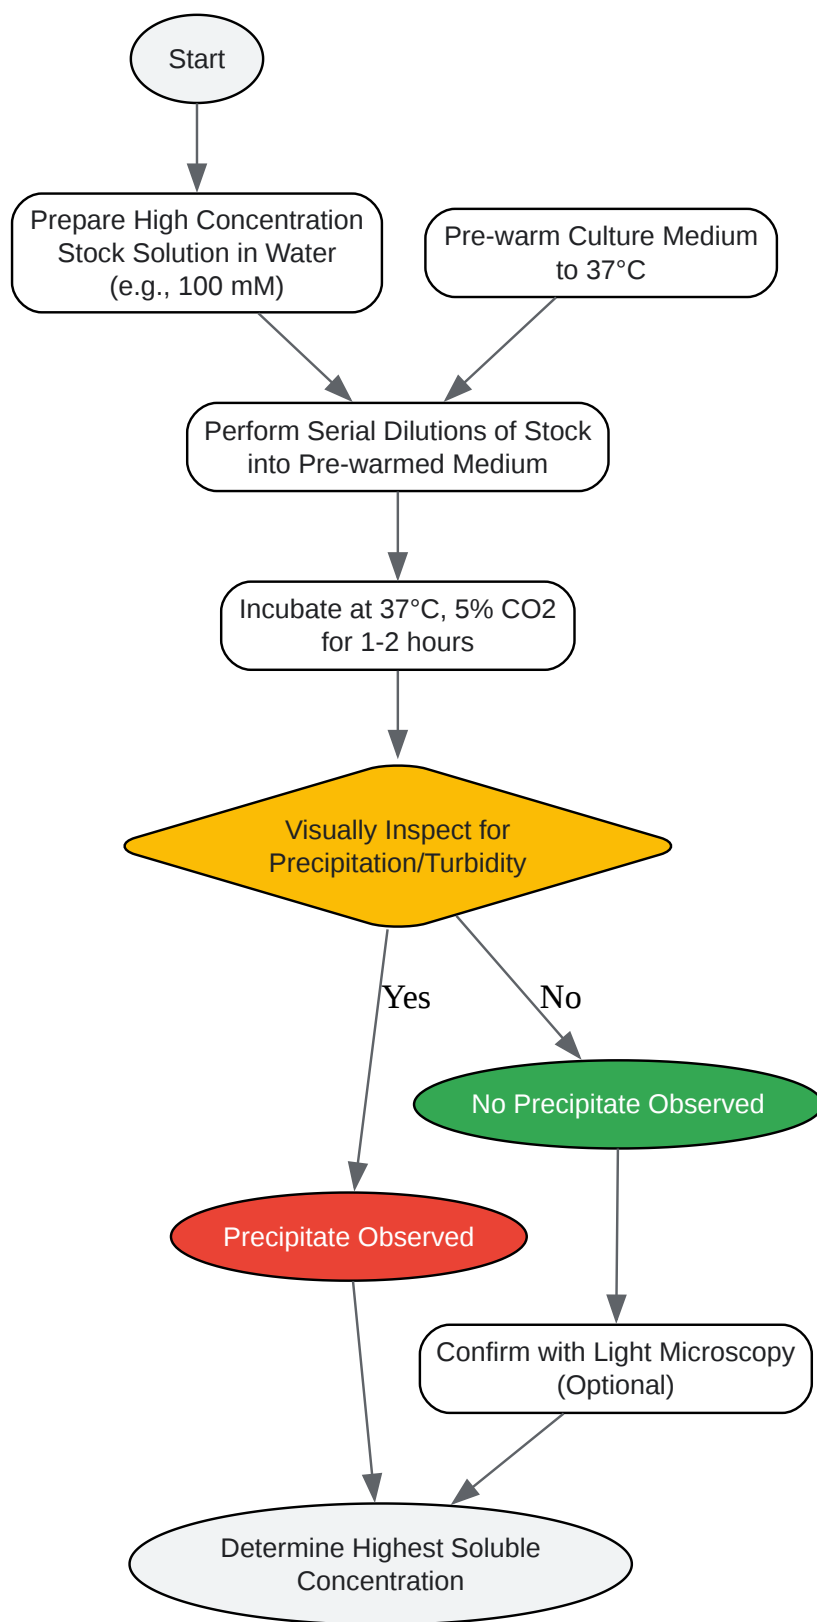 Start
Prepare High Concentration
Stock Solution in Water
(e.g., 100 mM)
Pre-warm Culture Medium
to 37°C
Perform Serial Dilutions of Stock
into Pre-warmed Medium
Incubate at 37°C, 5% CO2
for 1-2 hours
Visually Inspect for
Precipitation/Turbidity
Yes
No
No Precipitate Observed
Precipitate Observed
Confirm with Light Microscopy
(Optional)
Determine Highest Soluble
Concentration